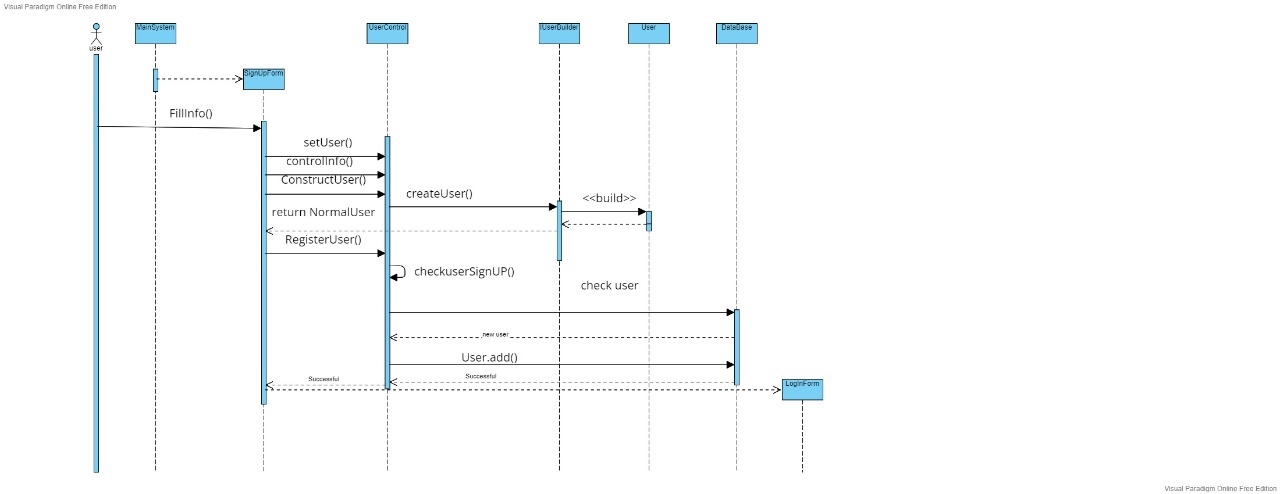 Visual Paradigm Online Free Edition
user
MainSystem
UserControl
IUserBuilder
User
DataBase
SignUpForm
FillInfo()
setUser()
controlInfo()
ConstructUser()
createUser()
<<build>>
return NormalUser
RegisterUser()
checkuserSignUP()
check user
new user
User.add()
Successful
Successful
LogInForm
Visual Paradigm Online Free Edition